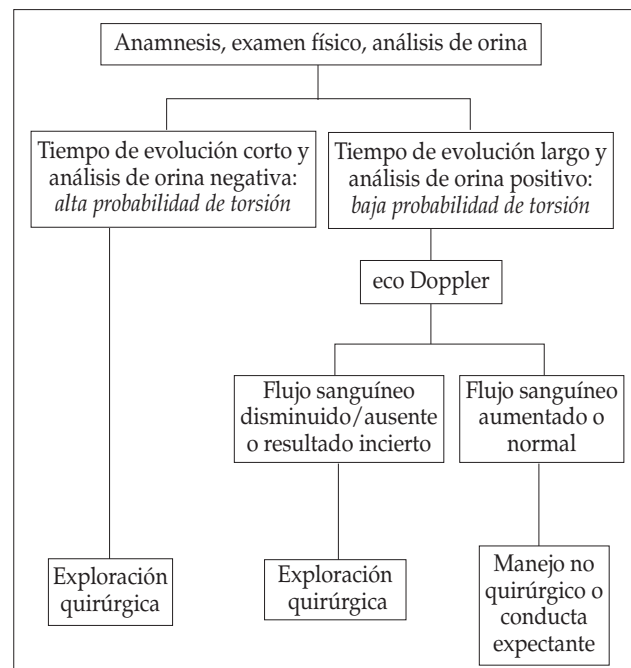 Anamnesis, examen físico, análisis de orina
Tiempo de evolución corto y
análisis de orina negativa:
alta probabilidad de torsión
Tiempo de evolución largo y
análisis de orina positivo:
baja probabilidad de torsión
eco Doppler
Flujo sanguíneo
disminuido/ausente
o resultado incierto
Flujo sanguíneo
aumentado o
normal
Exploración
quirúrgica
Exploración
quirúrgica
Manejo no
quirúrgico o
conducta
expectante